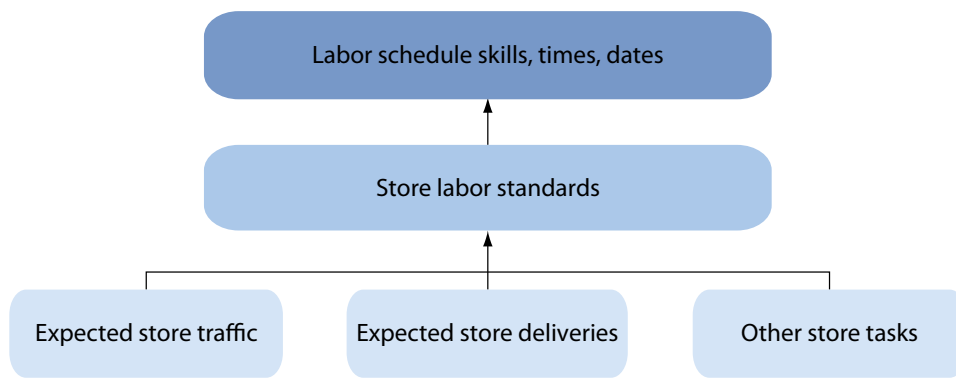 Labor schedule skills, times, dates
Store labor standards
Expected store traffic
Expected store deliveries
Other store tasks